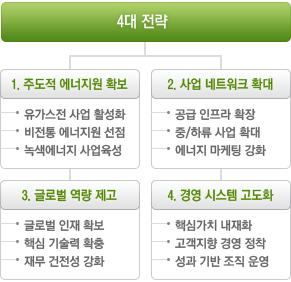 4대 전략
1. 주도적 에너지원 확보
· 유가스전 사업 활성화
· 비전통 에너지원 선점
· 녹색에너지 사업육성
2. 사업 네트워크 확대
· 공급 인프라 확장
· 중/하류 사업 확대
· 에너지 마케팅 강화
3. 글로벌 역량 제고
· 글로벌 인재 확보
· 핵심 기술력 확충
· 재무 건전성 강화
4. 경영 시스템 고도화
· 핵심가치 내재화
· 고객지향 경영 정착
· 성과 기반 조직 운영